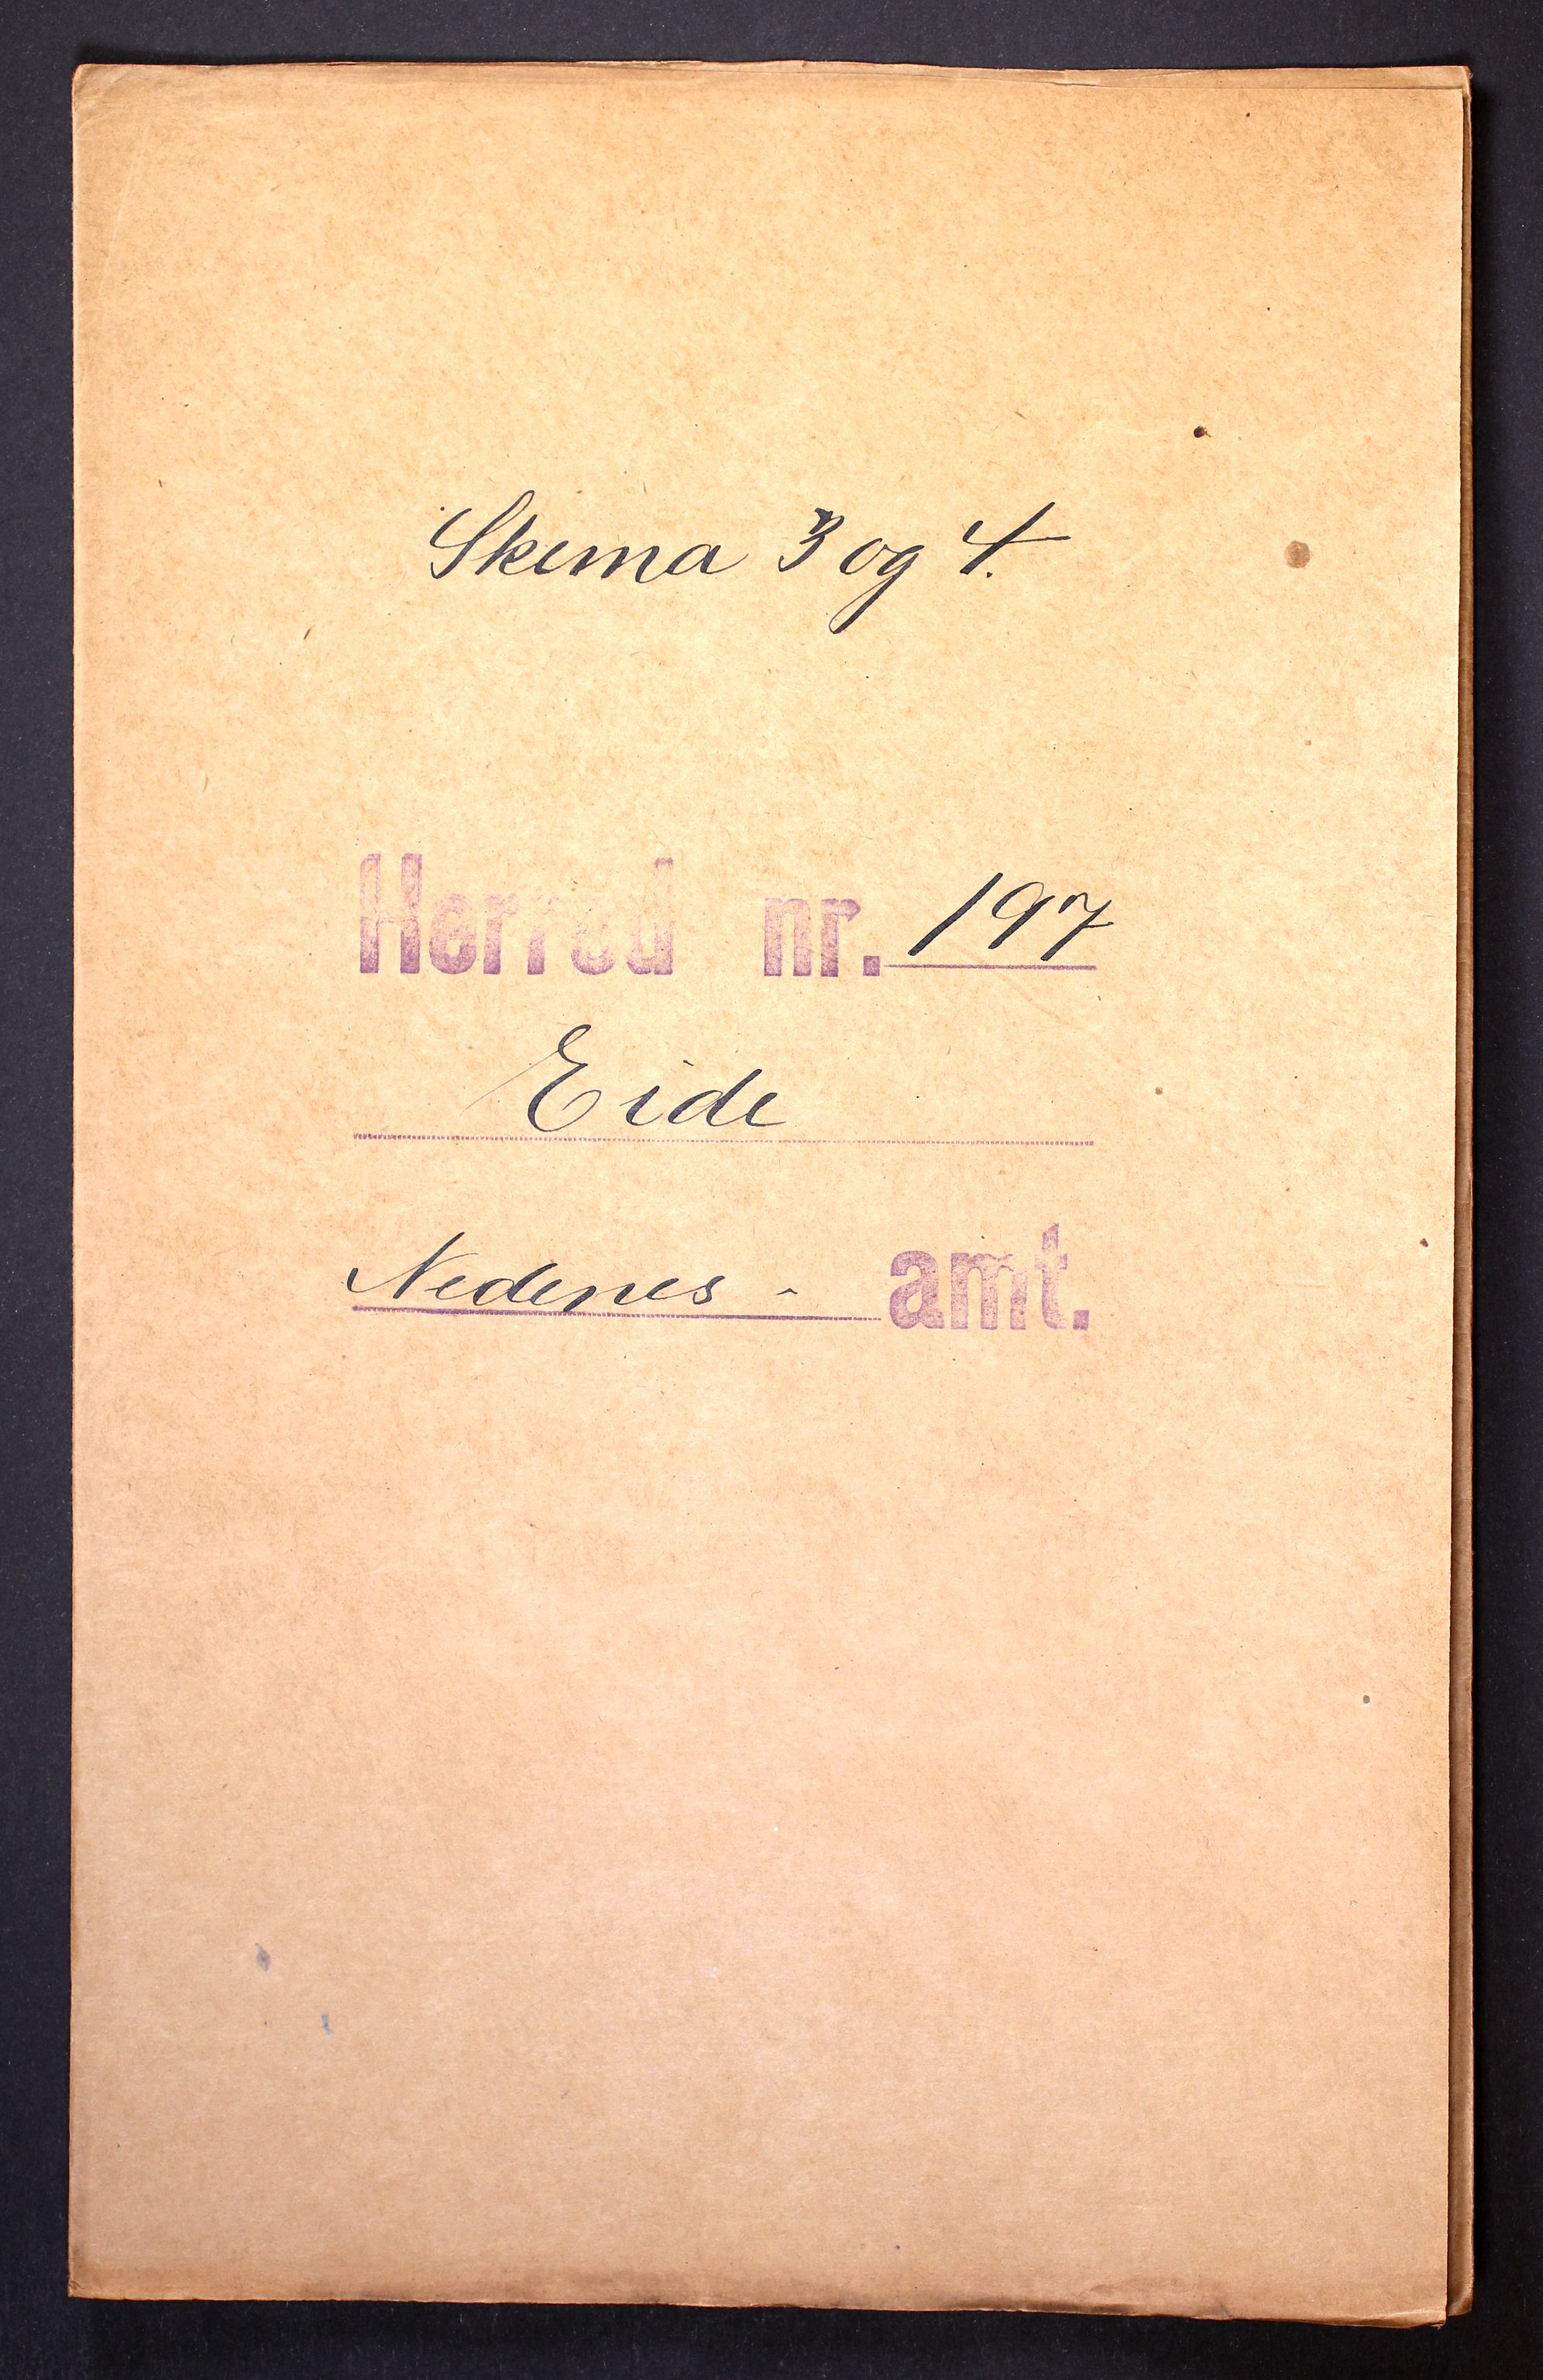 Skema 3 og 4.
Herred nr. 197
Eide
Nedenes - amt.